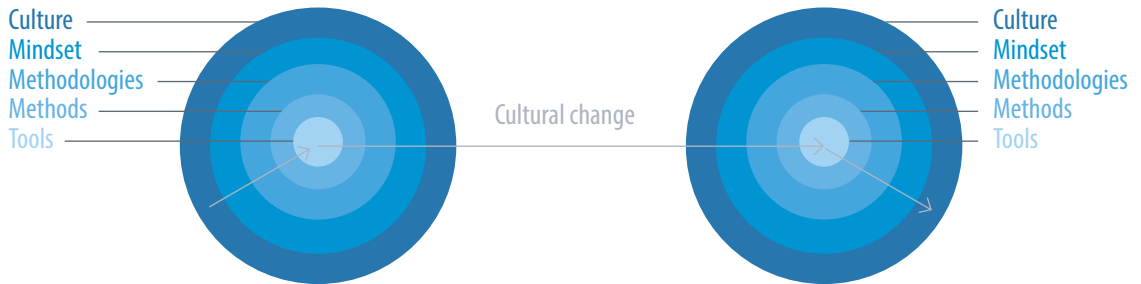 Culture
Mindset
Methodologies
Methods
Tools
Cultural change
Culture
Mindset
Methodologies
Methods
Tools